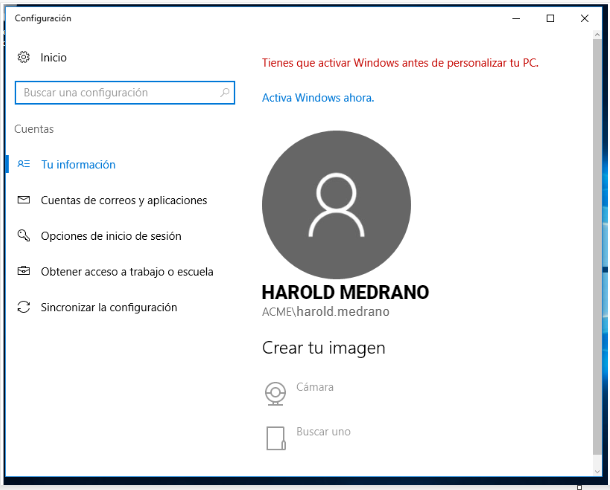 Configuración
Inicio
Buscar una configuración
Cuentas
Tu información
Cuentas de correos y aplicaciones
Opciones de inicio de sesión
Obtener acceso a trabajo o escuela
Sincronizar la configuración
Tienes que activar Windows antes de personalizar tu PC.
Activa Windows ahora.
HAROLD MEDRANO
ACME\harold.medrano
Crear tu imagen
Cámara
Buscar uno